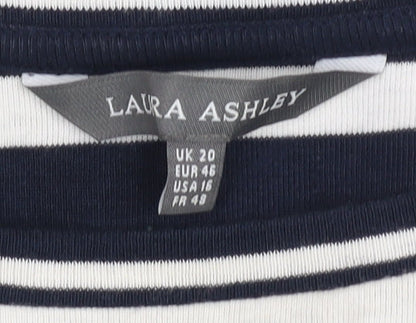 LAURA ASHLEY
UK 20
EUR 46
USA 16
FR 48